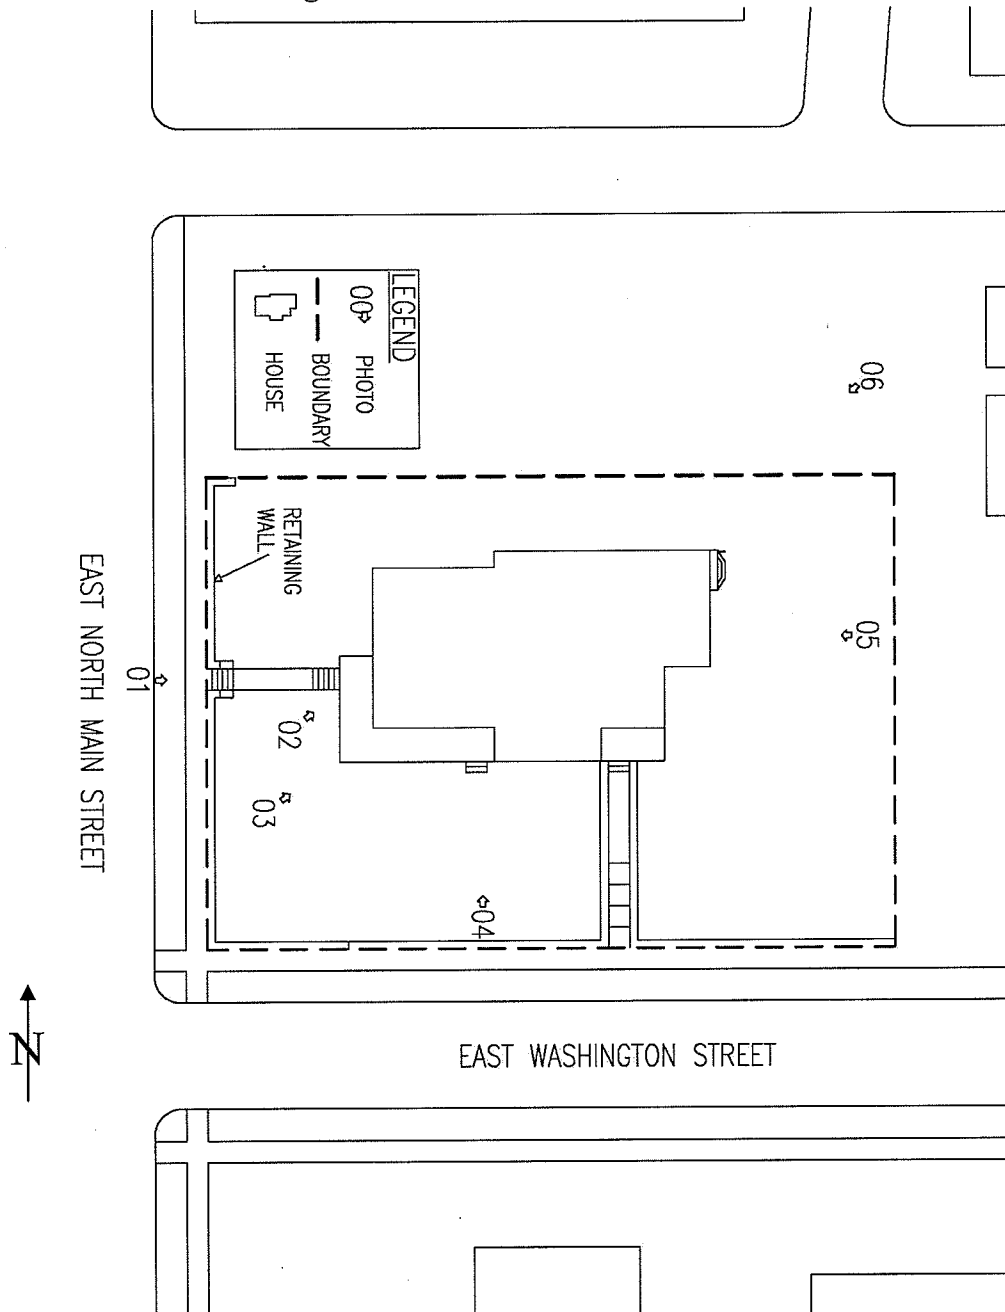 LEGEND
00 PHOTO
BOUNDARY
HOUSE
06
RETAINING
WALL
05
01
02
03
04
EAST NORTH MAIN STREET
EAST WASHINGTON STREET
N